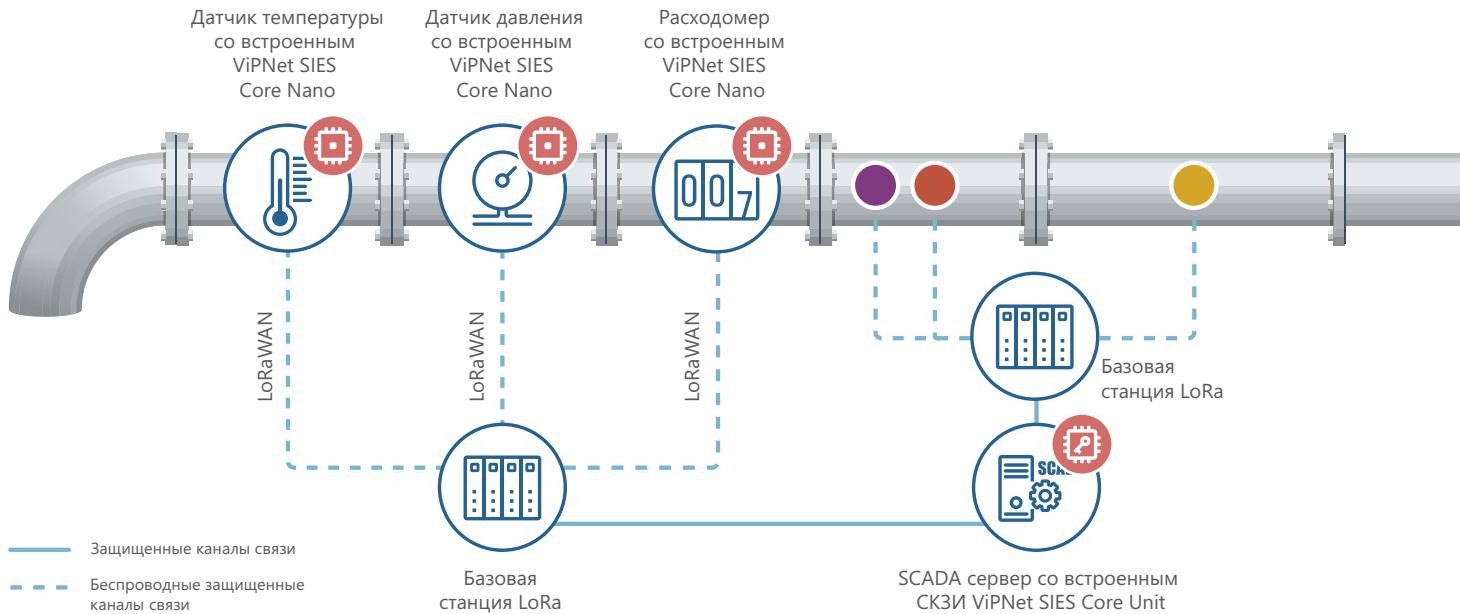 Датчик температуры
со встроенным
ViPNet SIES
Core Nano
Датчик давления
со встроенным
ViPNet SIES
Core Nano
Расходомер
со встроенным
ViPNet SIES
Core Nano
007
LoRaWAN
LoRaWAN
LoRaWAN
Базовая
станция LoRa
SCA
Защищенные каналы связи
Беспроводные защищенные
каналы связи
Базовая
станция LoRa
SCADA сервер со встроенным
СКЗИ ViPNet SIES Core Unit